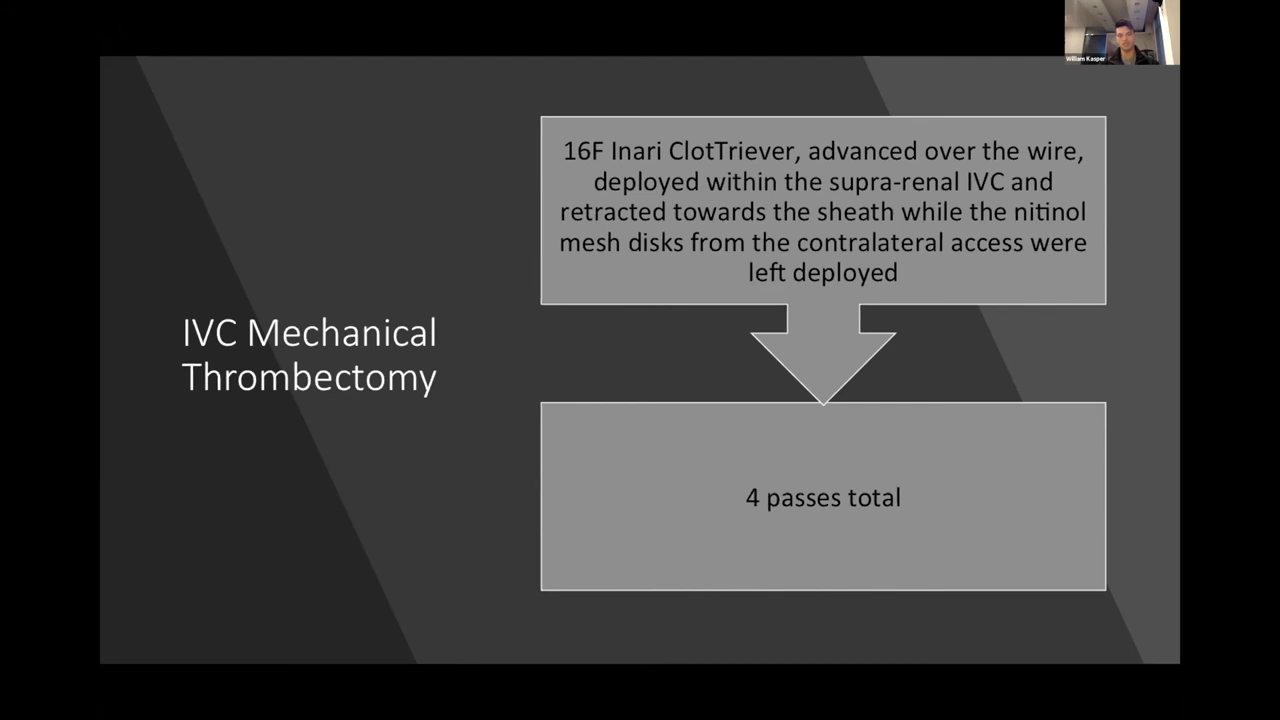 William Kasper
16F Inari ClotTriever, advanced over the wire,
deployed within the supra-renal IVC and
retracted towards the sheath while the nitinol
mesh disks from the contralateral access were
left deployed
IVC Mechanical
Thrombectomy
4 passes total